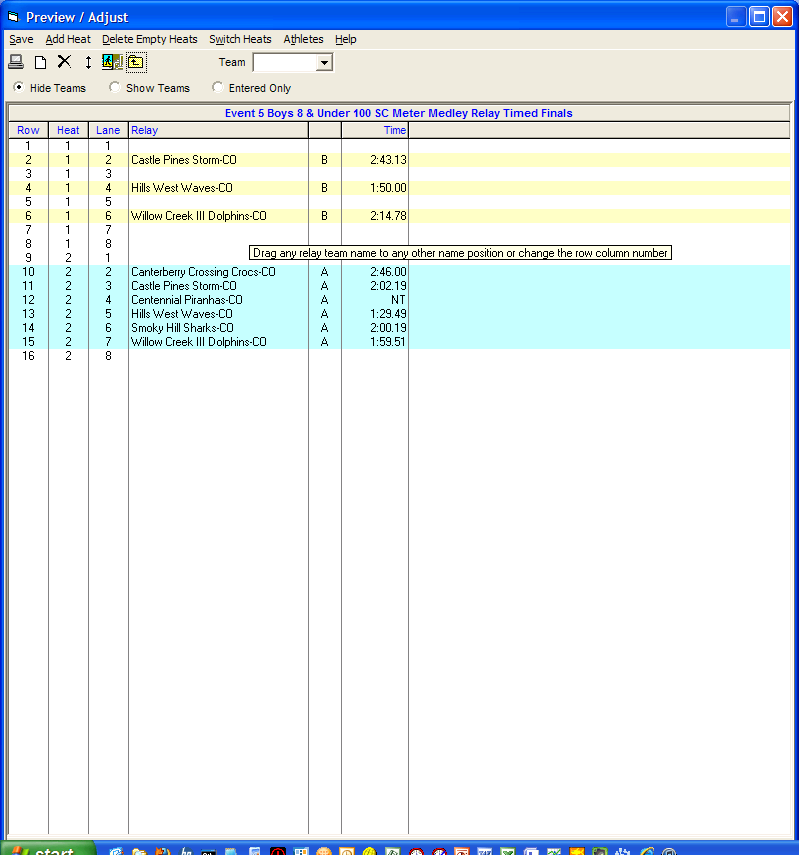 Preview / Adjust
Save Add Heat Delete Empty Heats Switch Heats Athletes Help
Team
Hide Teams Show Teams Entered Only
Event 5 Boys 8 & Under 100 SC Meter Medley Relay Timed Finals
Row Heat Lane Relay Time
1 1 1
2 1 2 Castle Pines Storm-CO B 2:43.13
3 1 3
4 1 4 Hills West Waves-CO B 1:50.00
5 1 5
6 1 6 Willow Creek III Dolphins-CO B 2:14.78
7 1 7
8 1 8
Drag any relay team name to any other name position or change the row column number
9 2 1
10 2 2 Canterberry Crossing Crocs-CO A 2:46.00
11 2 3 Castle Pines Storm-CO A 2:02.19
12 2 4 Centennial Piranhas-CO A NT
13 2 5 Hills West Waves-CO A 1:29.49
14 2 6 Smoky Hill Sharks-CO A 2:00.19
15 2 7 Willow Creek III Dolphins-CO A 1:59.51
16 2 8
start